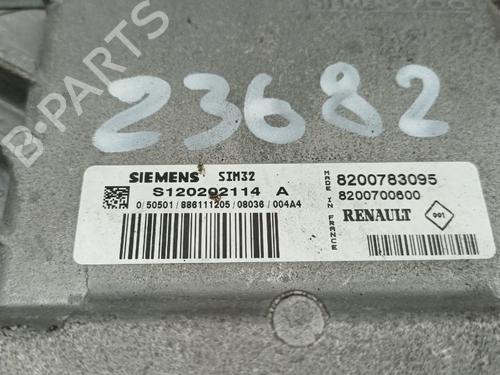 23682
SIEMENS SIM32
S120202114 A
0/50501/886111205/08036/004A4
MADE IN FRANCE
8200783095
8200700600
RENAULT
001
B-PARTS